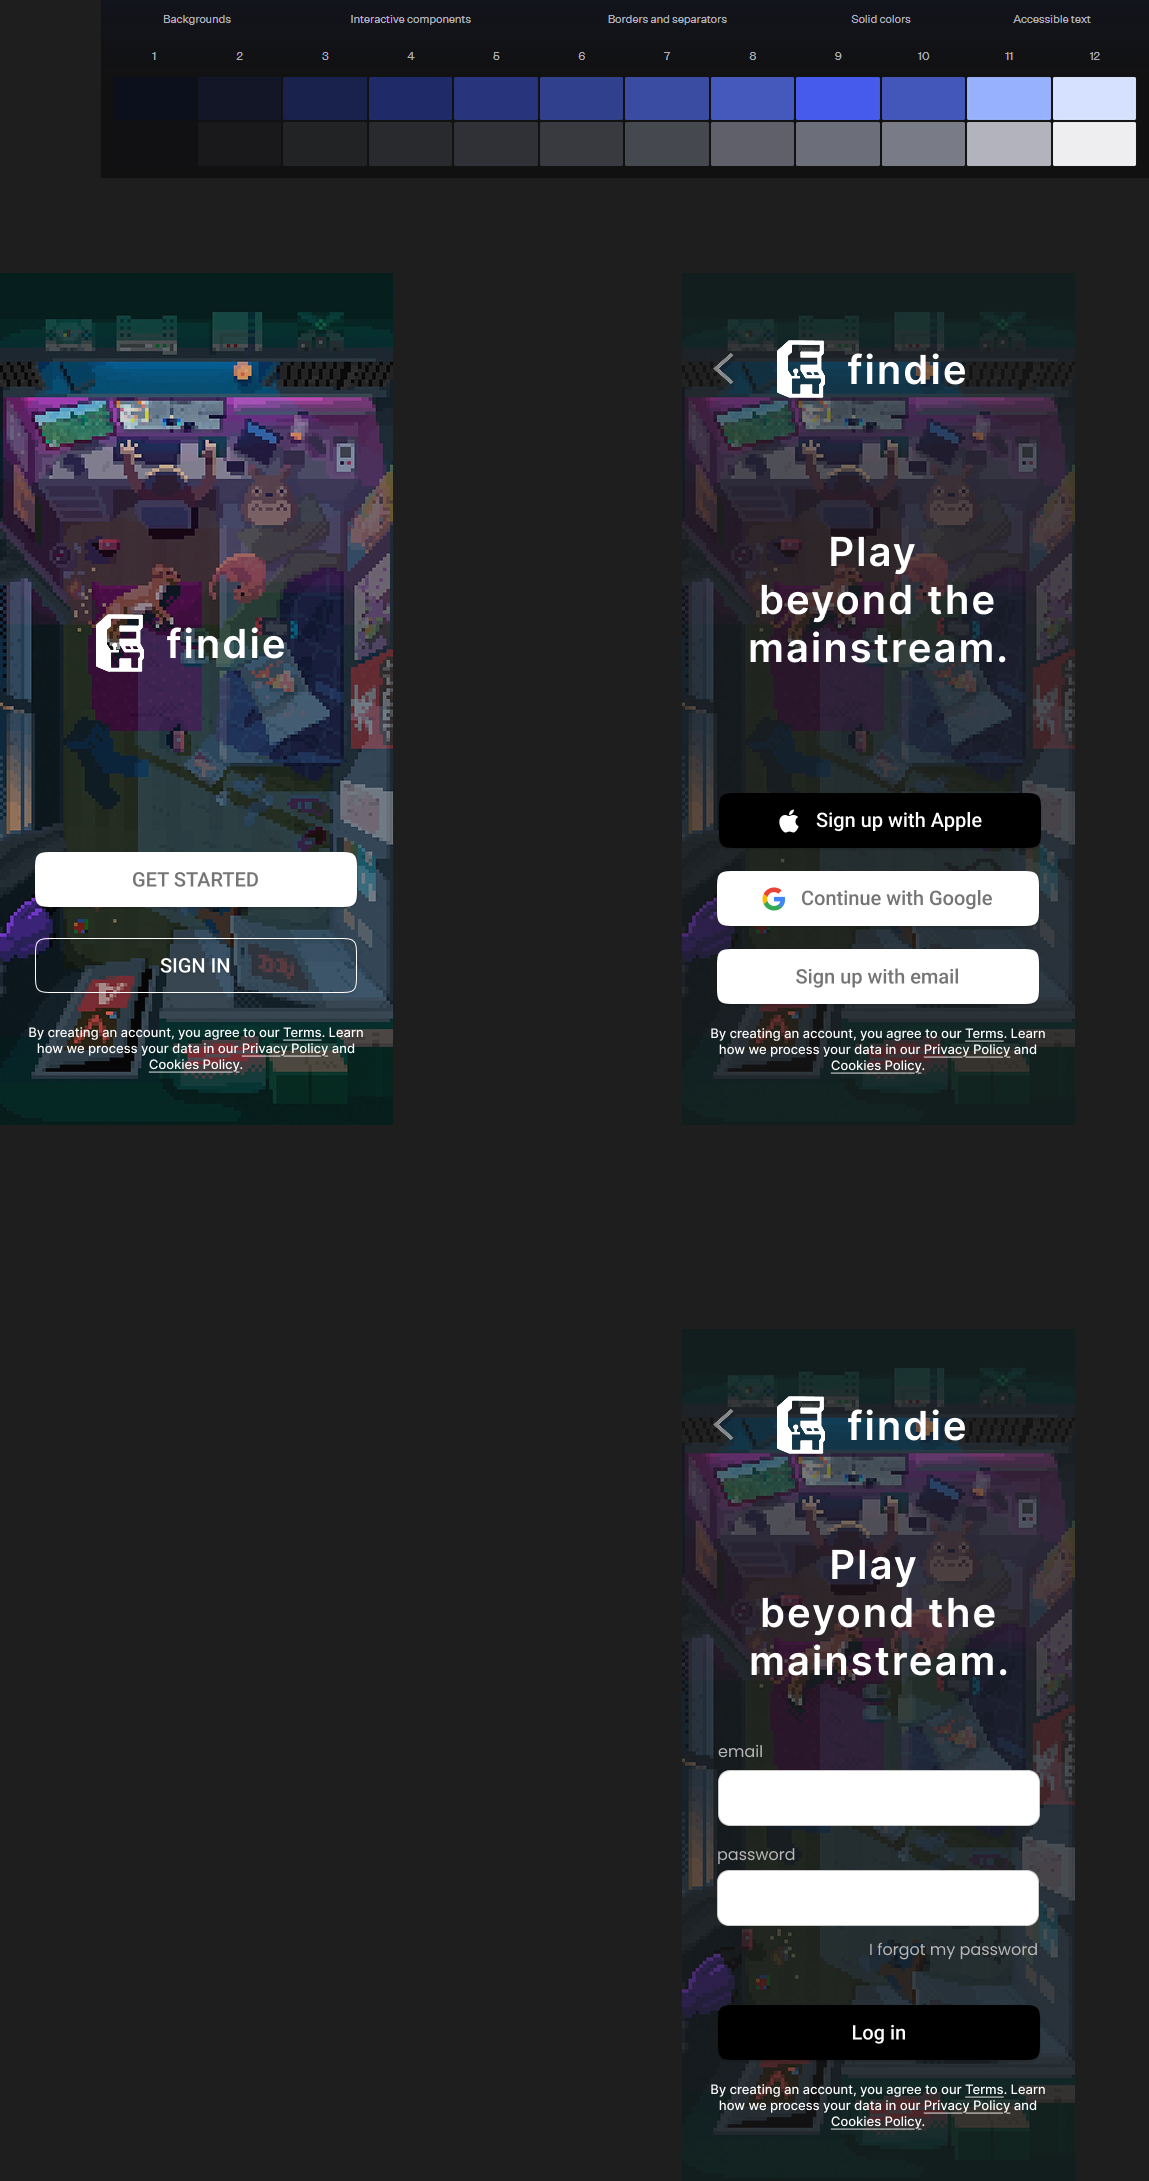 Backgrounds Interactive components Borders and separators Solid colors Accessible text
1 2 3 4 5 6 7 8 9 10 11 12
findie
GET STARTED
SIGN IN
By creating an account, you agree to our Terms. Learn
how we process your data in our Privacy Policy and
Cookies Policy.
findie
Play
beyond the
mainstream.
Sign up with Apple
Continue with Google
Sign up with email
By creating an account, you agree to our Terms. Learn
how we process your data in our Privacy Policy and
Cookies Policy.
findie
Play
beyond the
mainstream.
email
password
I forgot my password
Log in
By creating an account, you agree to our Terms. Learn
how we process your data in our Privacy Policy and
Cookies Policy.